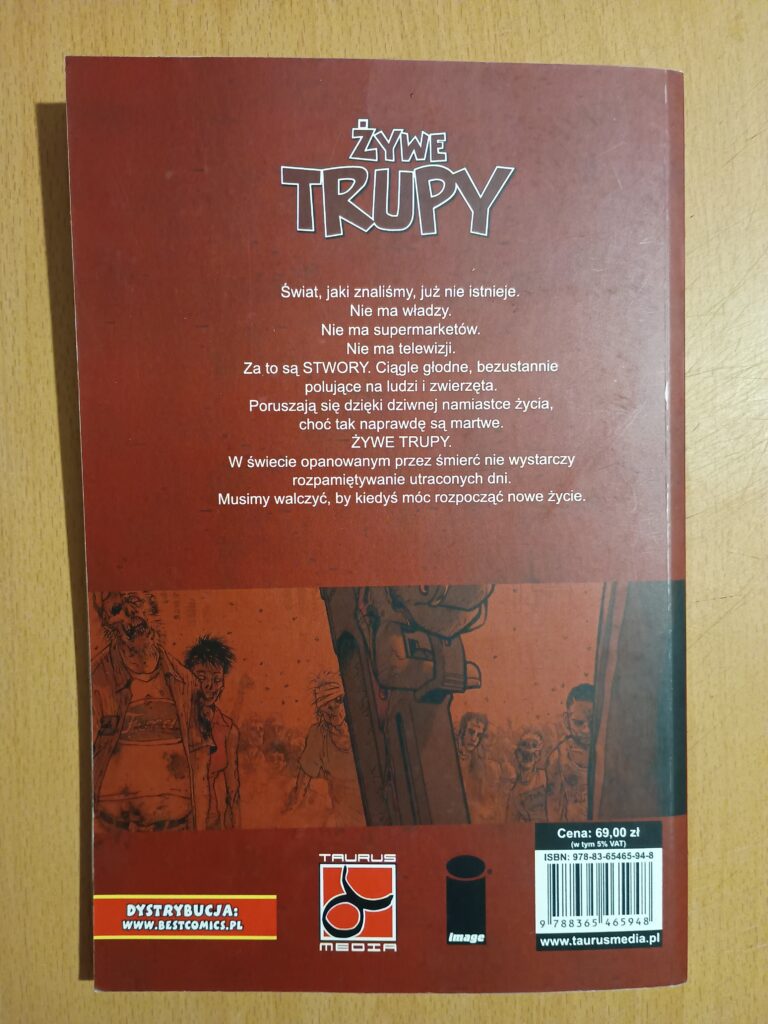 ŻYWE
TRUPY
Świat, jaki znaliśmy, już nie istnieje.
Nie ma władzy.
Nie ma supermarketów.
Nie ma telewizji.
Za to są STWORY. Ciągle głodne, bezustannie
polujące na ludzi i zwierzęta.
Poruszają się dzięki dziwnej namiastce życia,
choć tak naprawdę są martwe.
ŻYWE TRUPY.
W świecie opanowanym przez śmierć nie wystarczy
rozpamiętywanie utraconych dni.
Musimy walczyć, by kiedyś móc rozpocząć nowe życie.
DYSTRYBUCJA:
WWW.BESTCOMICS.PL
TAURUS
MEDIA
image
Cena: 69,00 zł
(w tym 5% VAT)
ISBN: 978-83-65465-94-8
9 788365 465948
www.taurusmedia.pl